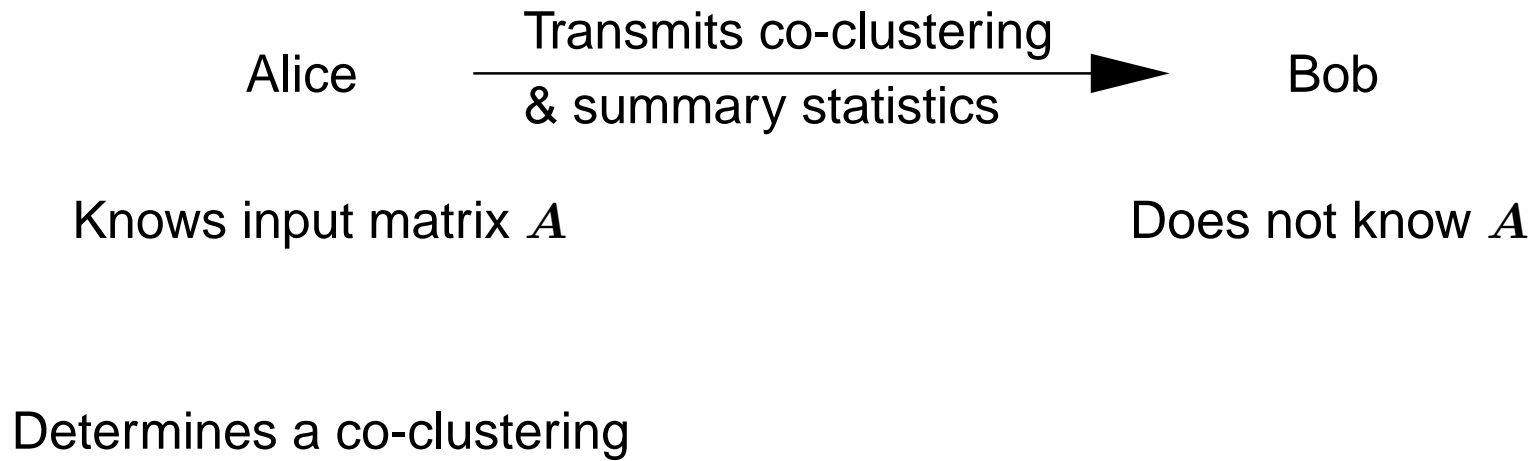 Transmits co-clustering
Alice
Bob
& summary statistics
Knows input matrix A
Does not know A
Determines a co-clustering